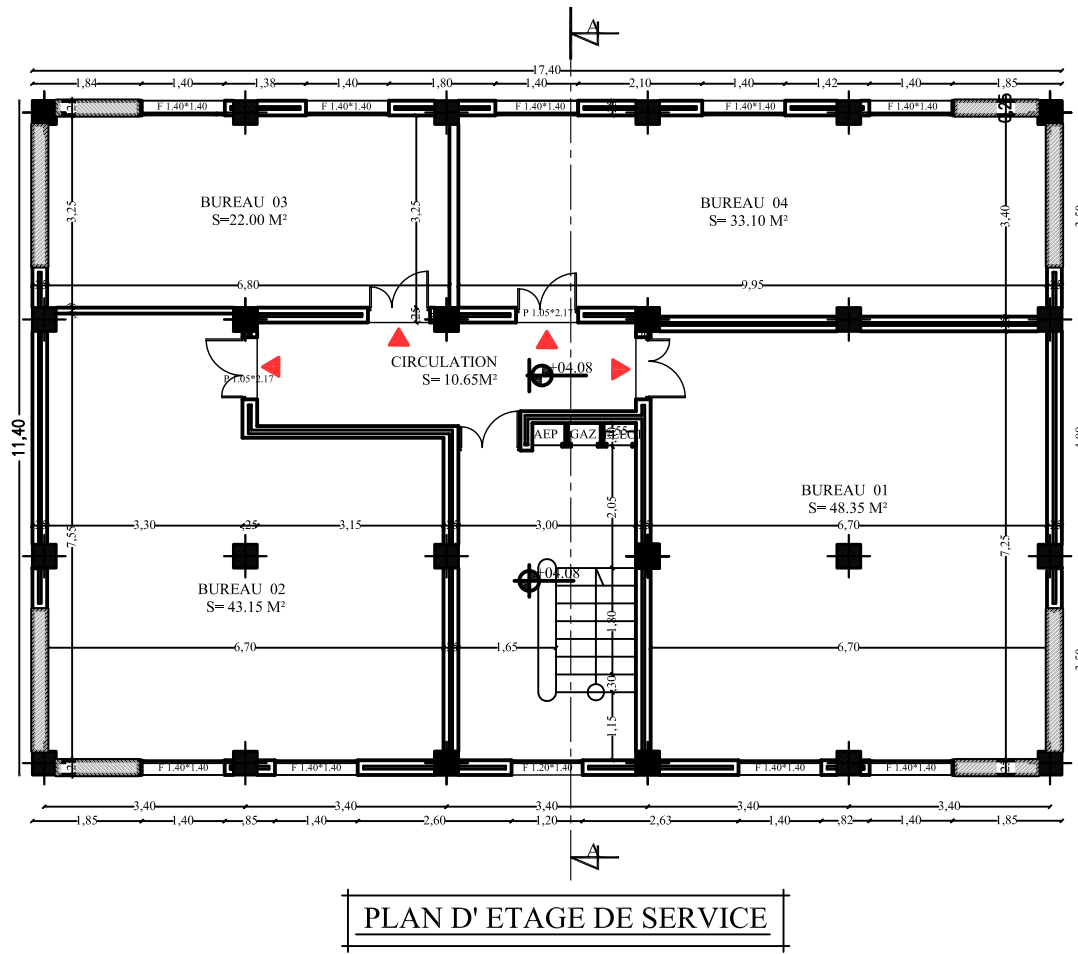 A
17,40
1,84 1,40 1,38 1,40 1,80 1,40 2,10 1,40 1,42 1,40 1,85
F 1.40*1.40 F 1.40*1.40 F 1.40*1.40 F 1.40*1.40 F 1.40*1.40
0,25
BUREAU 03
S=22.00 M²
BUREAU 04
S= 33.10 M²
3,25 3,25 3,40
6,80 9,95
P 1.05*2.17
CIRCULATION
S= 10.65M²
+04.08
P 1.05*2.17
11,40
AEP GAZ
BUREAU 01
S= 48.35 M²
3,30 ,25 3,15 3,00 6,70
7,55 2,05 7,25
+04.08
BUREAU 02
S= 43.15 M²
1,80
6,70 1,65 6,70
,30
1,15
F 1.40*1.40 F 1.40*1.40 F 1.20*1.40 F 1.40*1.40 F 1.40*1.40
3,40 3,40 3,40 3,40 3,40
1,85 1,40 ,85 1,40 2,60 1,20 2,63 1,40 ,82 1,40 1,85
A
PLAN D' ETAGE DE SERVICE